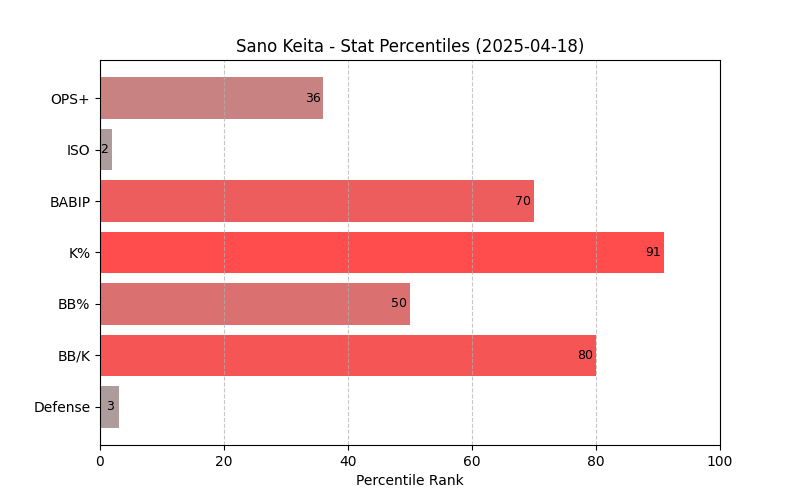 Sano Keita - Stat Percentiles (2025-04-18)
OPS+ 36
ISO 2
BABIP 70
K% 91
BB% 50
BB/K 80
Defense 3
0 20 40 60 80 100
Percentile Rank